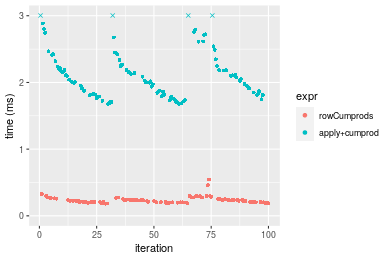 3
2
1
0
time (ms)
0
25
50
75
100
iteration
expr
rowCumprods
apply+cumprod